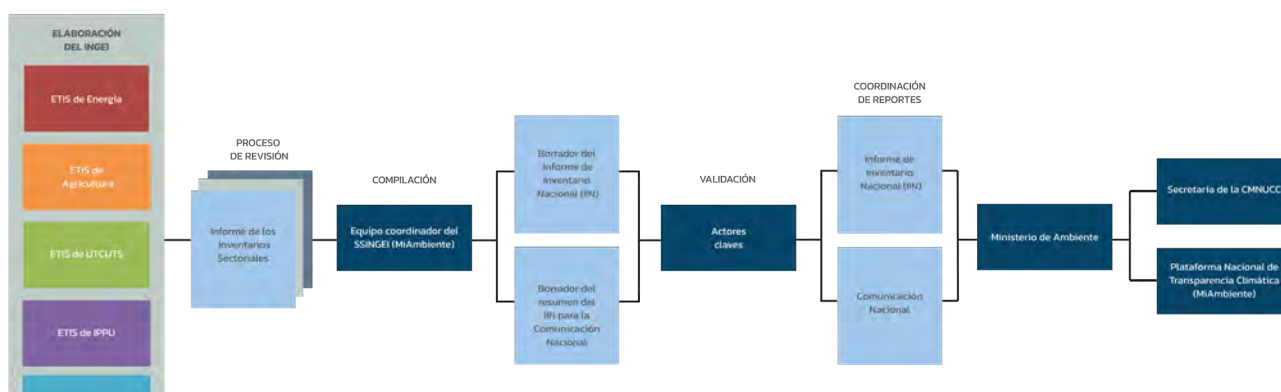 ELABORACIÓN
DEL INGEI
ETIS de Energía
ETIS de
Agricultura
ETIS de UTCUTS
ETIS de IPPU
PROCESO
DE REVISIÓN
Informe de los
Inventarios
Sectoriales
COMPILACIÓN
Equipo coordinador del
SSINGEI (MiAmbiente)
Borrador del
Informe de
Inventario
Nacional (IIN)
Borrador del
resumen del
IIN para la
Comunicación
Nacional
VALIDACIÓN
Actores
claves
COORDINACIÓN
DE REPORTES
Informe de
Inventario
Nacional (IIN)
Comunicación
Nacional
Ministerio de Ambiente
Secretaría de la CMNUCC
Plataforma Nacional de
Transparencia Climática
(MiAmbiente)